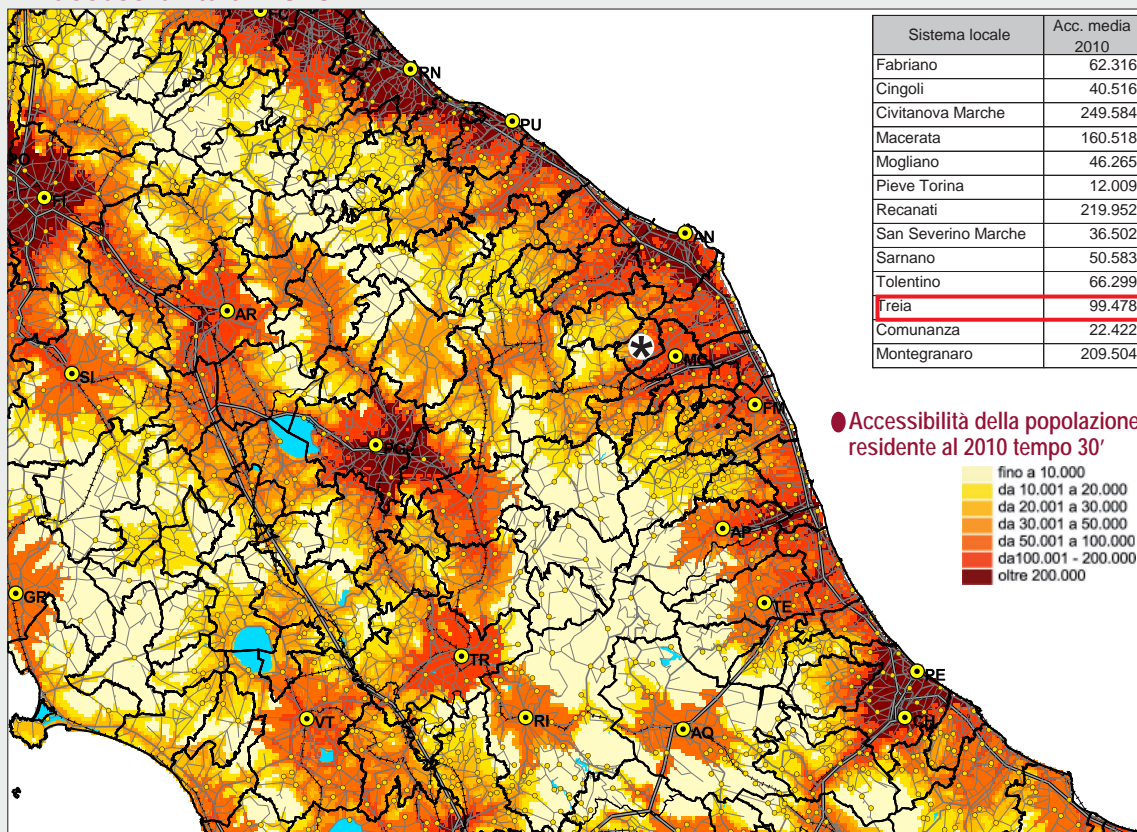 Sistema locale
Acc. media
2010
Fabriano 62.316
Cingoli 40.516
Civitanova Marche 249.584
Macerata 160.518
Mogliano 46.265
Pieve Torina 12.009
Recanati 219.952
San Severino Marche 36.502
Sarnano 50.583
Tolentino 66.299
Treia 99.478
Comunanza 22.422
Montegranaro 209.504
Accessibilità della popolazione
residente al 2010 tempo 30′
fino a 10.000
da 10.001 a 20.000
da 20.001 a 30.000
da 30.001 a 50.000
da 50.001 a 100.000
da100.001 - 200.000
oltre 200.000
RN
PU
AN
FI
AR
SI
MC
FM
PG
AP
GR
TE
TR
PE
VT
RI
AQ
CH
*